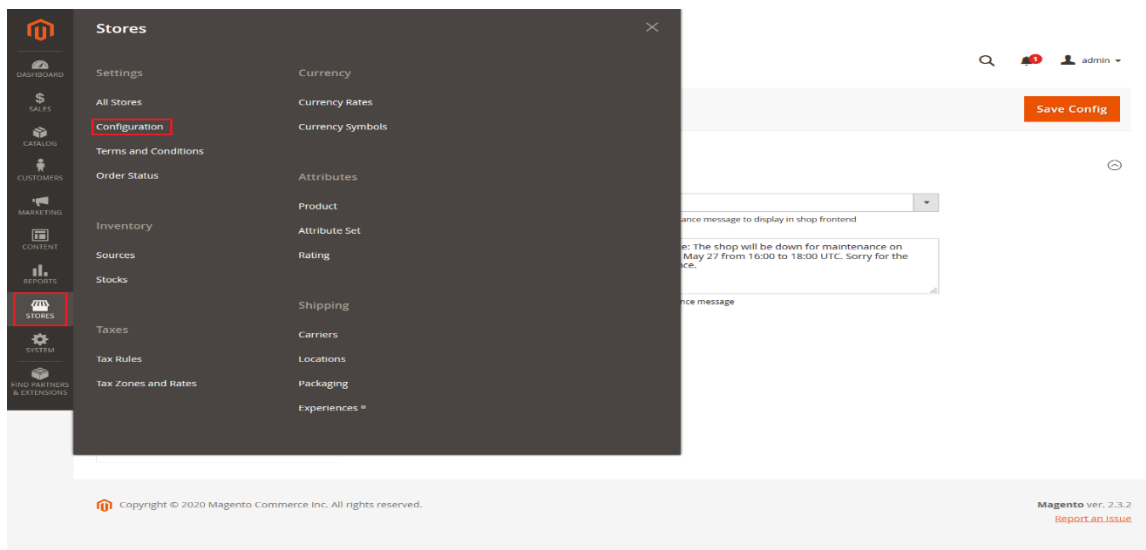 DASHBOARD
SALES
CATALOG
CUSTOMERS
MARKETING
CONTENT
REPORTS
STORES
SYSTEM
FIND PARTNERS
& EXTENSIONS
Stores
Settings
All Stores
Configuration
Terms and Conditions
Order Status
Inventory
Sources
Stocks
Taxes
Tax Rules
Tax Zones and Rates
Currency
Currency Rates
Currency Symbols
Attributes
Product
Attribute Set
Rating
Shipping
Carriers
Locations
Packaging
Experiences
1
admin
Save Config
ance message to display in shop frontend
e: The shop will be down for maintenance on
May 27 from 16:00 to 18:00 UTC. Sorry for the
nce.
nce message
Copyright © 2020 Magento Commerce Inc. All rights reserved.
Magento ver. 2.3.2
Report an Issue